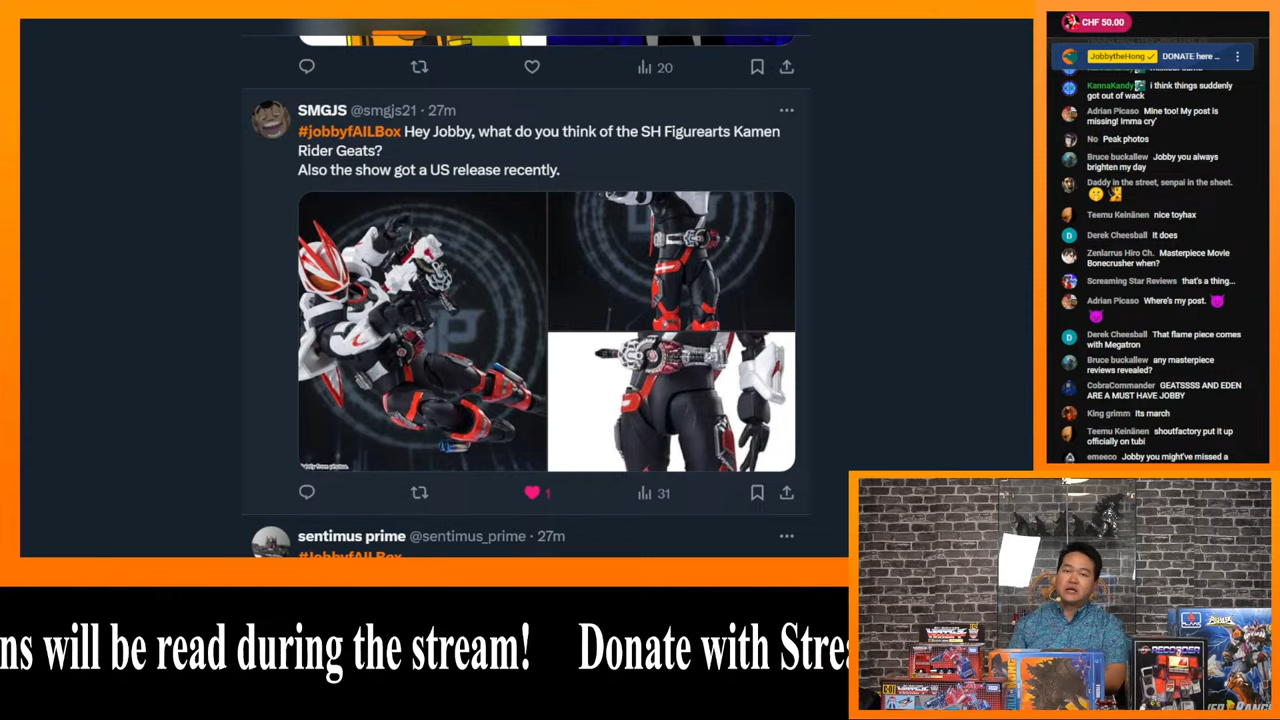 20
SMGJS @smgjs21 · 27m
#jobbyfAILBox Hey Jobby, what do you think of the SH Figurearts Kamen
Rider Geats?
Also the show got a US release recently.
1
31
sentimus prime @sentimus_prime · 27m
#JobbyfAILBox
ns will be read during the stream! Donate with Strea
CHF 50.00
JobbytheHong DONATE here ...
KannaKandy i think things suddenly
got out of wack
Adrian Picaso Mine too! My post is
missing! Imma cry'
No Peak photos
Bruce buckallew Jobby you always
brighten my day
Daddy in the street, senpai in the sheet.
Teemu Keinänen nice toyhax
Derek Cheesball It does
Zenlarrus Hiro Ch. Masterpiece Movie
Bonecrusher when?
Screaming Star Reviews that's a thing...
Adrian Picaso Where's my post.
Derek Cheesball That flame piece comes
with Megatron
Bruce buckallew any masterpiece
reviews revealed?
CobraCommander GEATSSSS AND EDEN
ARE A MUST HAVE JOBBY
King grimm Its march
Teemu Keinänen shoutfactory put it up
officially on tubi
emeeco Jobby you might've missed a
RECORDER